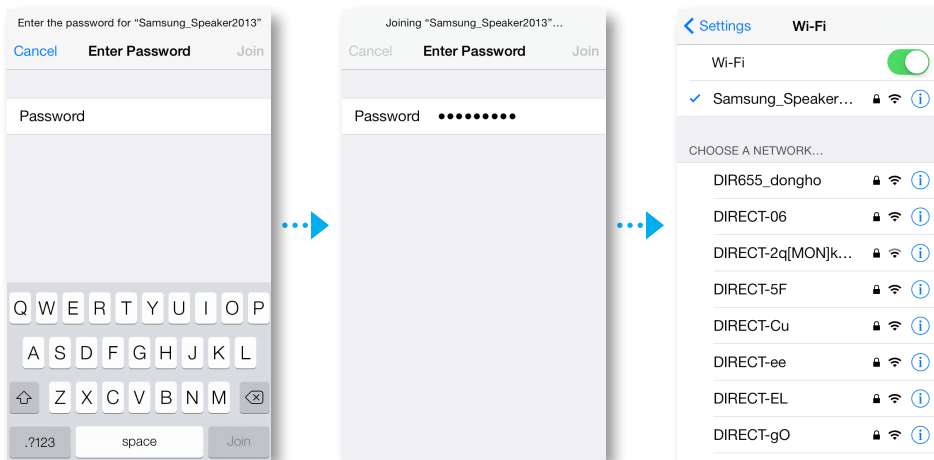 Enter the password for “Samsung_Speaker2013”
Cancel Enter Password Join
Password
Q W E R T Y U I O P
A S D F G H J K L
Z X C V B N M
.?123 space Join
Joining “Samsung_Speaker2013”...
Cancel Enter Password Join
Password •••••••••
Settings Wi-Fi
Wi-Fi
Samsung_Speaker...
CHOOSE A NETWORK...
DIR655_dongho
DIRECT-06
DIRECT-2q[MON]k...
DIRECT-5F
DIRECT-Cu
DIRECT-ee
DIRECT-EL
DIRECT-gO